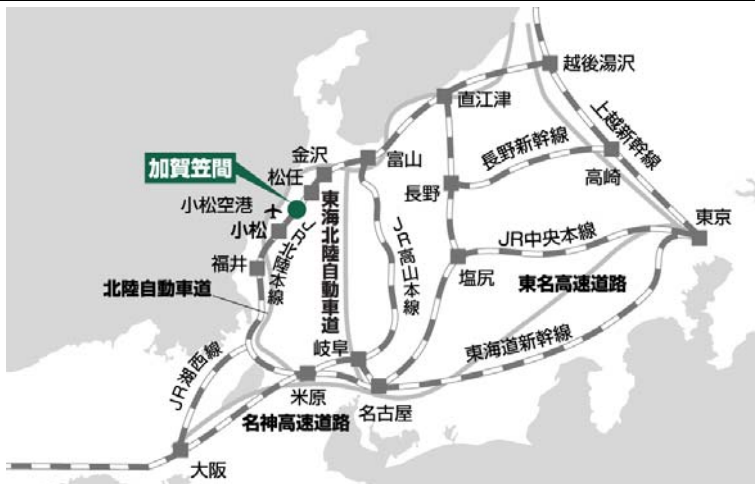 越後湯沢
直江津
上越新幹線
金沢
富山
長野新幹線
高崎
加賀笠間
松任
長野
小松空港
小松
東海北陸自動車道
JR高山本線
JR中央本線
東京
JR北陸本線
福井
塩尻
北陸自動車道
東名高速道路
岐阜
東海道新幹線
JR湖西線
米原
名古屋
名神高速道路
大阪